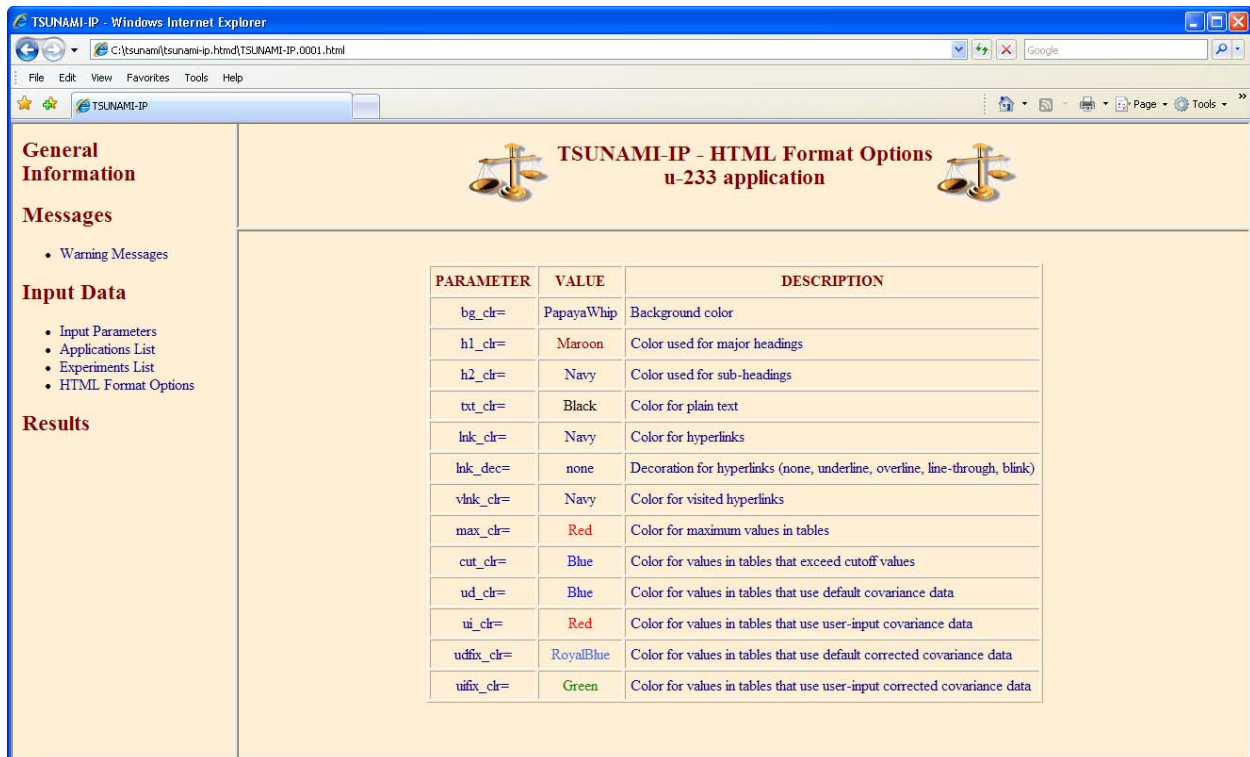 TSUNAMI-IP - Windows Internet Explorer
C:\tsunami\tsunami-ip.htmd\TSUNAMI-IP.0001.html
Google
File Edit View Favorites Tools Help
TSUNAMI-IP
Page Tools »
General
Information
Messages
• Warning Messages
Input Data
• Input Parameters
• Applications List
• Experiments List
• HTML Format Options
Results
TSUNAMI-IP - HTML Format Options
u-233 application
PARAMETER VALUE DESCRIPTION
bg_clr= PapayaWhip Background color
h1_clr= Maroon Color used for major headings
h2_clr= Navy Color used for sub-headings
txt_clr= Black Color for plain text
lnk_clr= Navy Color for hyperlinks
lnk_dec= none Decoration for hyperlinks (none, underline, overline, line-through, blink)
vlnk_clr= Navy Color for visited hyperlinks
max_clr= Red Color for maximum values in tables
cut_clr= Blue Color for values in tables that exceed cutoff values
ud_clr= Blue Color for values in tables that use default covariance data
ui_clr= Red Color for values in tables that use user-input covariance data
udfix_clr= RoyalBlue Color for values in tables that use default corrected covariance data
uifix_clr= Green Color for values in tables that use user-input corrected covariance data